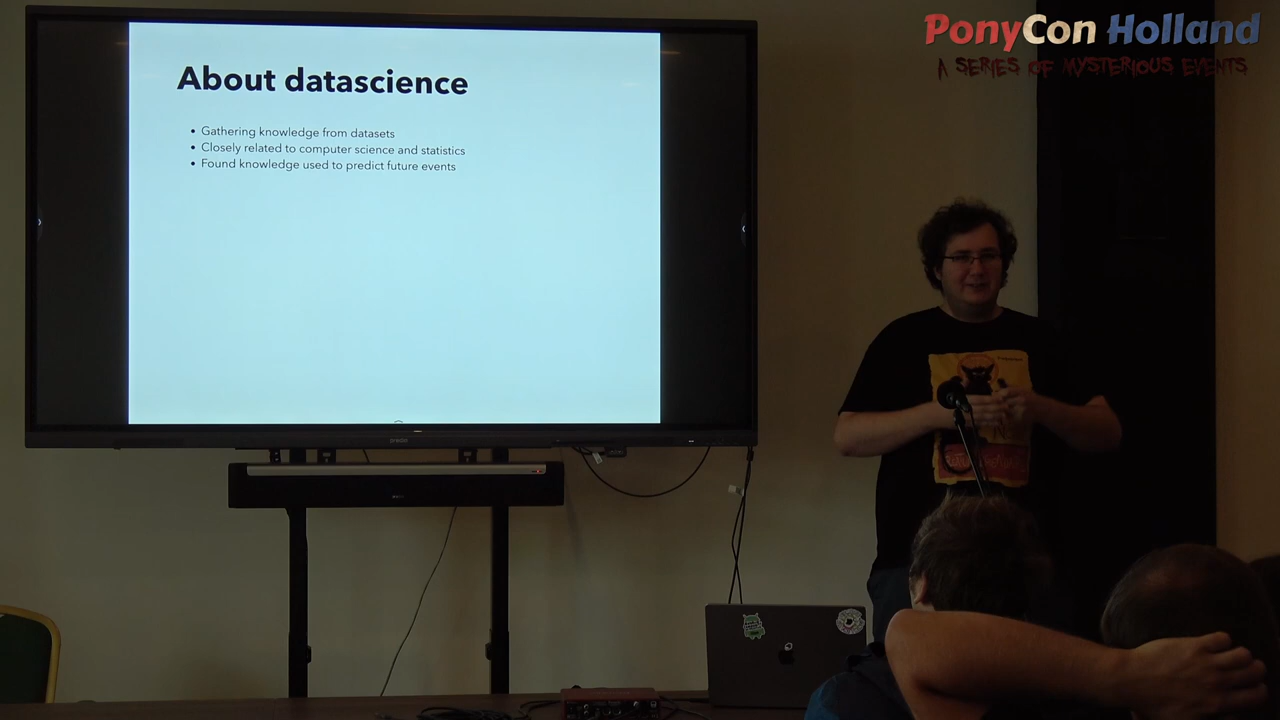 PonyCon Holland
A SERIES OF MYSTERIOUS EVENTS
About datascience
• Gathering knowledge from datasets
• Closely related to computer science and statistics
• Found knowledge used to predict future events